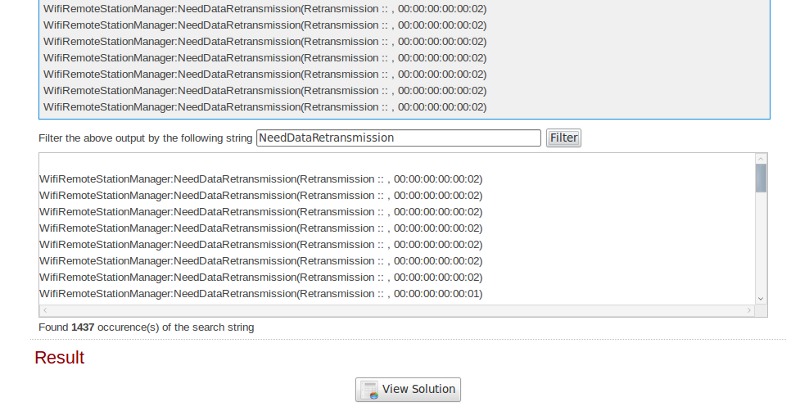 WifiRemoteStationManager:NeedDataRetransmission(Retransmission :: , 00:00:00:00:00:02)
WifiRemoteStationManager:NeedDataRetransmission(Retransmission :: , 00:00:00:00:00:02)
WifiRemoteStationManager:NeedDataRetransmission(Retransmission :: , 00:00:00:00:00:02)
WifiRemoteStationManager:NeedDataRetransmission(Retransmission :: , 00:00:00:00:00:02)
WifiRemoteStationManager:NeedDataRetransmission(Retransmission :: , 00:00:00:00:00:02)
WifiRemoteStationManager:NeedDataRetransmission(Retransmission :: , 00:00:00:00:00:02)
WifiRemoteStationManager:NeedDataRetransmission(Retransmission :: , 00:00:00:00:00:02)
Filter the above output by the following string NeedDataRetransmission Filter
WifiRemoteStationManager:NeedDataRetransmission(Retransmission :: , 00:00:00:00:00:02)
WifiRemoteStationManager:NeedDataRetransmission(Retransmission :: , 00:00:00:00:00:02)
WifiRemoteStationManager:NeedDataRetransmission(Retransmission :: , 00:00:00:00:00:02)
WifiRemoteStationManager:NeedDataRetransmission(Retransmission :: , 00:00:00:00:00:02)
WifiRemoteStationManager:NeedDataRetransmission(Retransmission :: , 00:00:00:00:00:02)
WifiRemoteStationManager:NeedDataRetransmission(Retransmission :: , 00:00:00:00:00:02)
WifiRemoteStationManager:NeedDataRetransmission(Retransmission :: , 00:00:00:00:00:02)
WifiRemoteStationManager:NeedDataRetransmission(Retransmission :: , 00:00:00:00:00:01)
Found 1437 occurence(s) of the search string
Result
View Solution